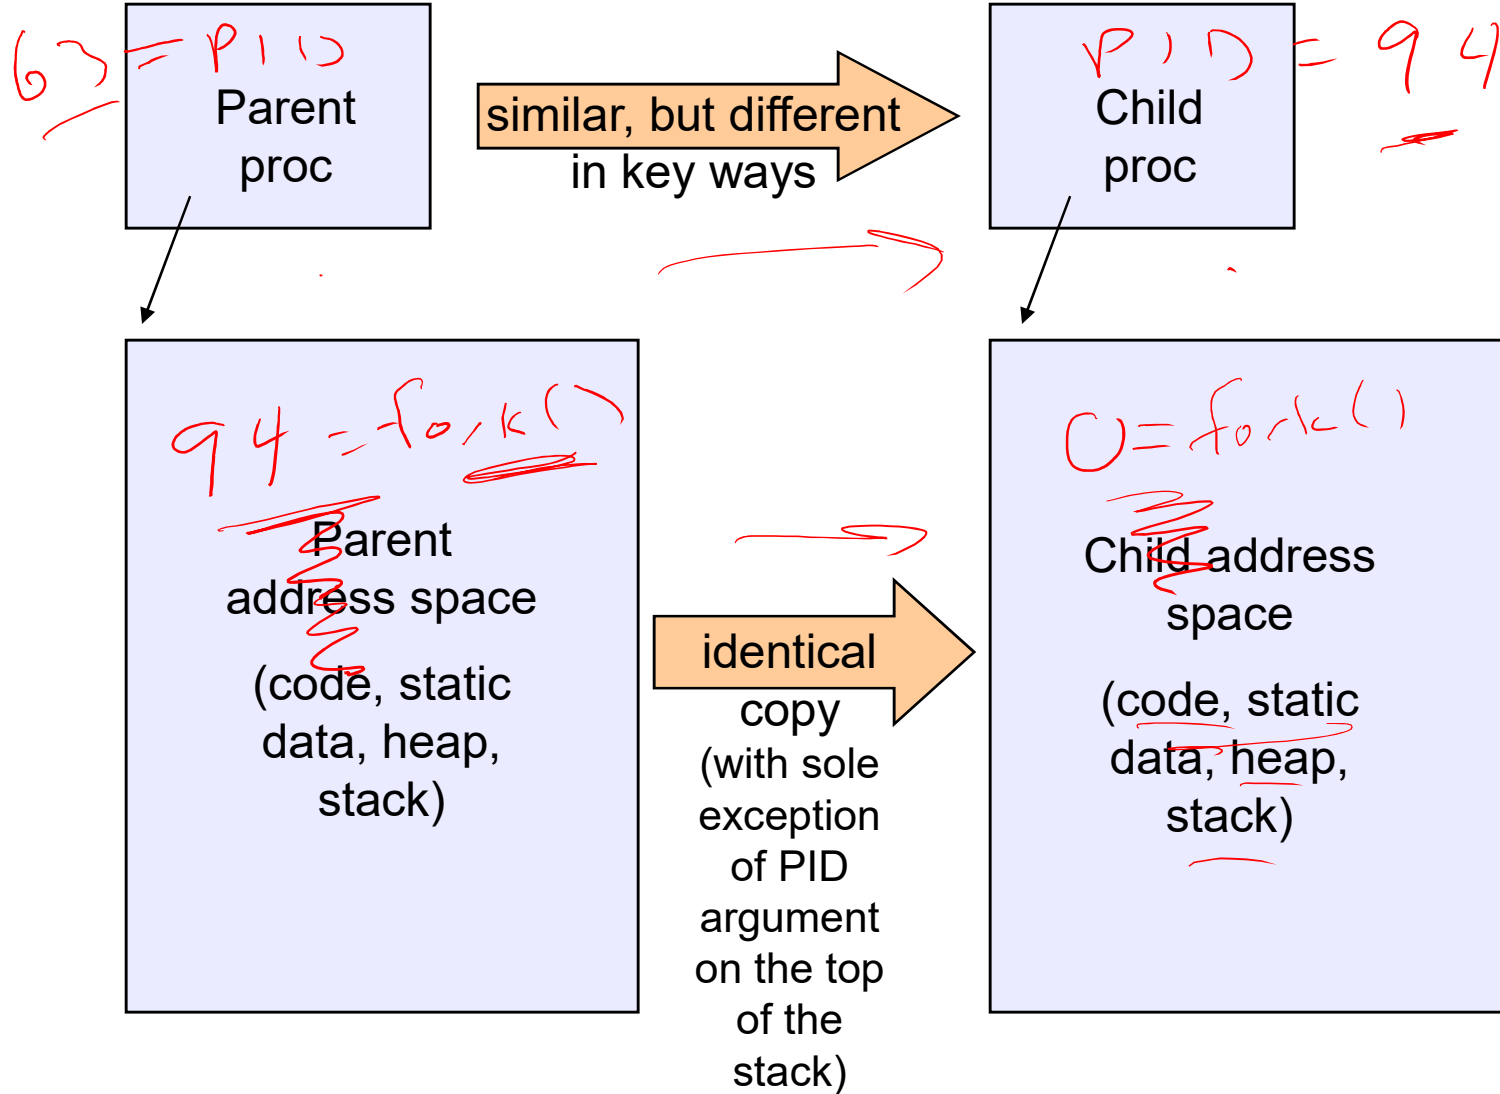 63 = PID
Parent
proc
similar, but different
in key ways
PID = 94
Child
proc
94 = fork()
Parent
address space
(code, static
data, heap,
stack)
identical
copy
(with sole
exception
of PID
argument
on the top
of the
stack)
0 = fork()
Child address
space
(code, static
data, heap,
stack)